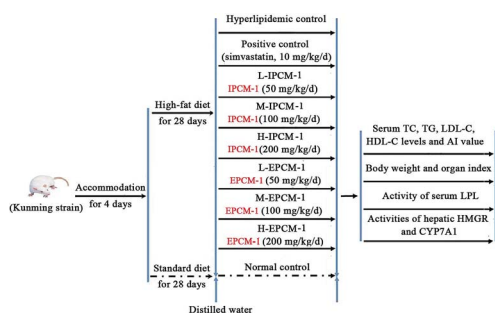 Hyperlipidemic control
Positive control
(simvastatin, 10 mg/kg/d)
L-IPCM-1
IPCM-1 (50 mg/kg/d)
High-fat diet
for 28 days
M-IPCM-1
IPCM-1(100 mg/kg/d)
H-IPCM-1
IPCM-1(200 mg/kg/d)
L-EPCM-1
EPCM-1 (50 mg/kg/d)
M-EPCM-1
EPCM-1 (100 mg/kg/d)
H-EPCM-1
EPCM-1 (200 mg/kg/d)
Standard diet
for 28 days
Normal control
Distilled water
(Kunming strain)
Accommodation
for 4 days
Serum TC, TG, LDL-C,
HDL-C levels and AI value
Body weight and organ index
Activity of serum LPL
Activities of hepatic HMGR
and CYP7A1